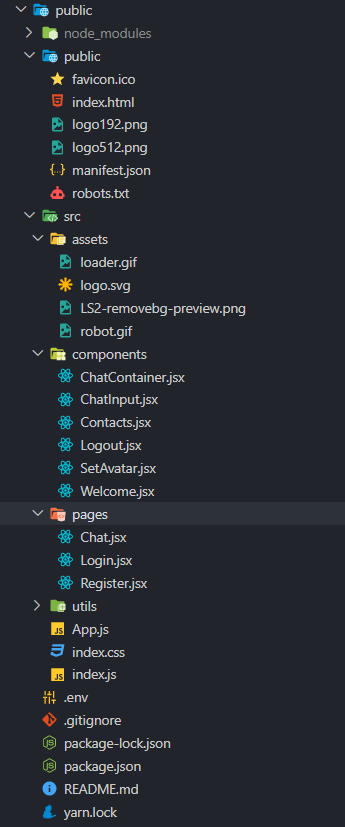 public
node_modules
public
favicon.ico
index.html
logo192.png
logo512.png
manifest.json
robots.txt
src
assets
loader.gif
logo.svg
LS2-removebg-preview.png
robot.gif
components
ChatContainer.jsx
ChatInput.jsx
Contacts.jsx
Logout.jsx
SetAvatar.jsx
Welcome.jsx
pages
Chat.jsx
Login.jsx
Register.jsx
utils
App.js
index.css
index.js
.env
.gitignore
package-lock.json
package.json
README.md
yarn.lock